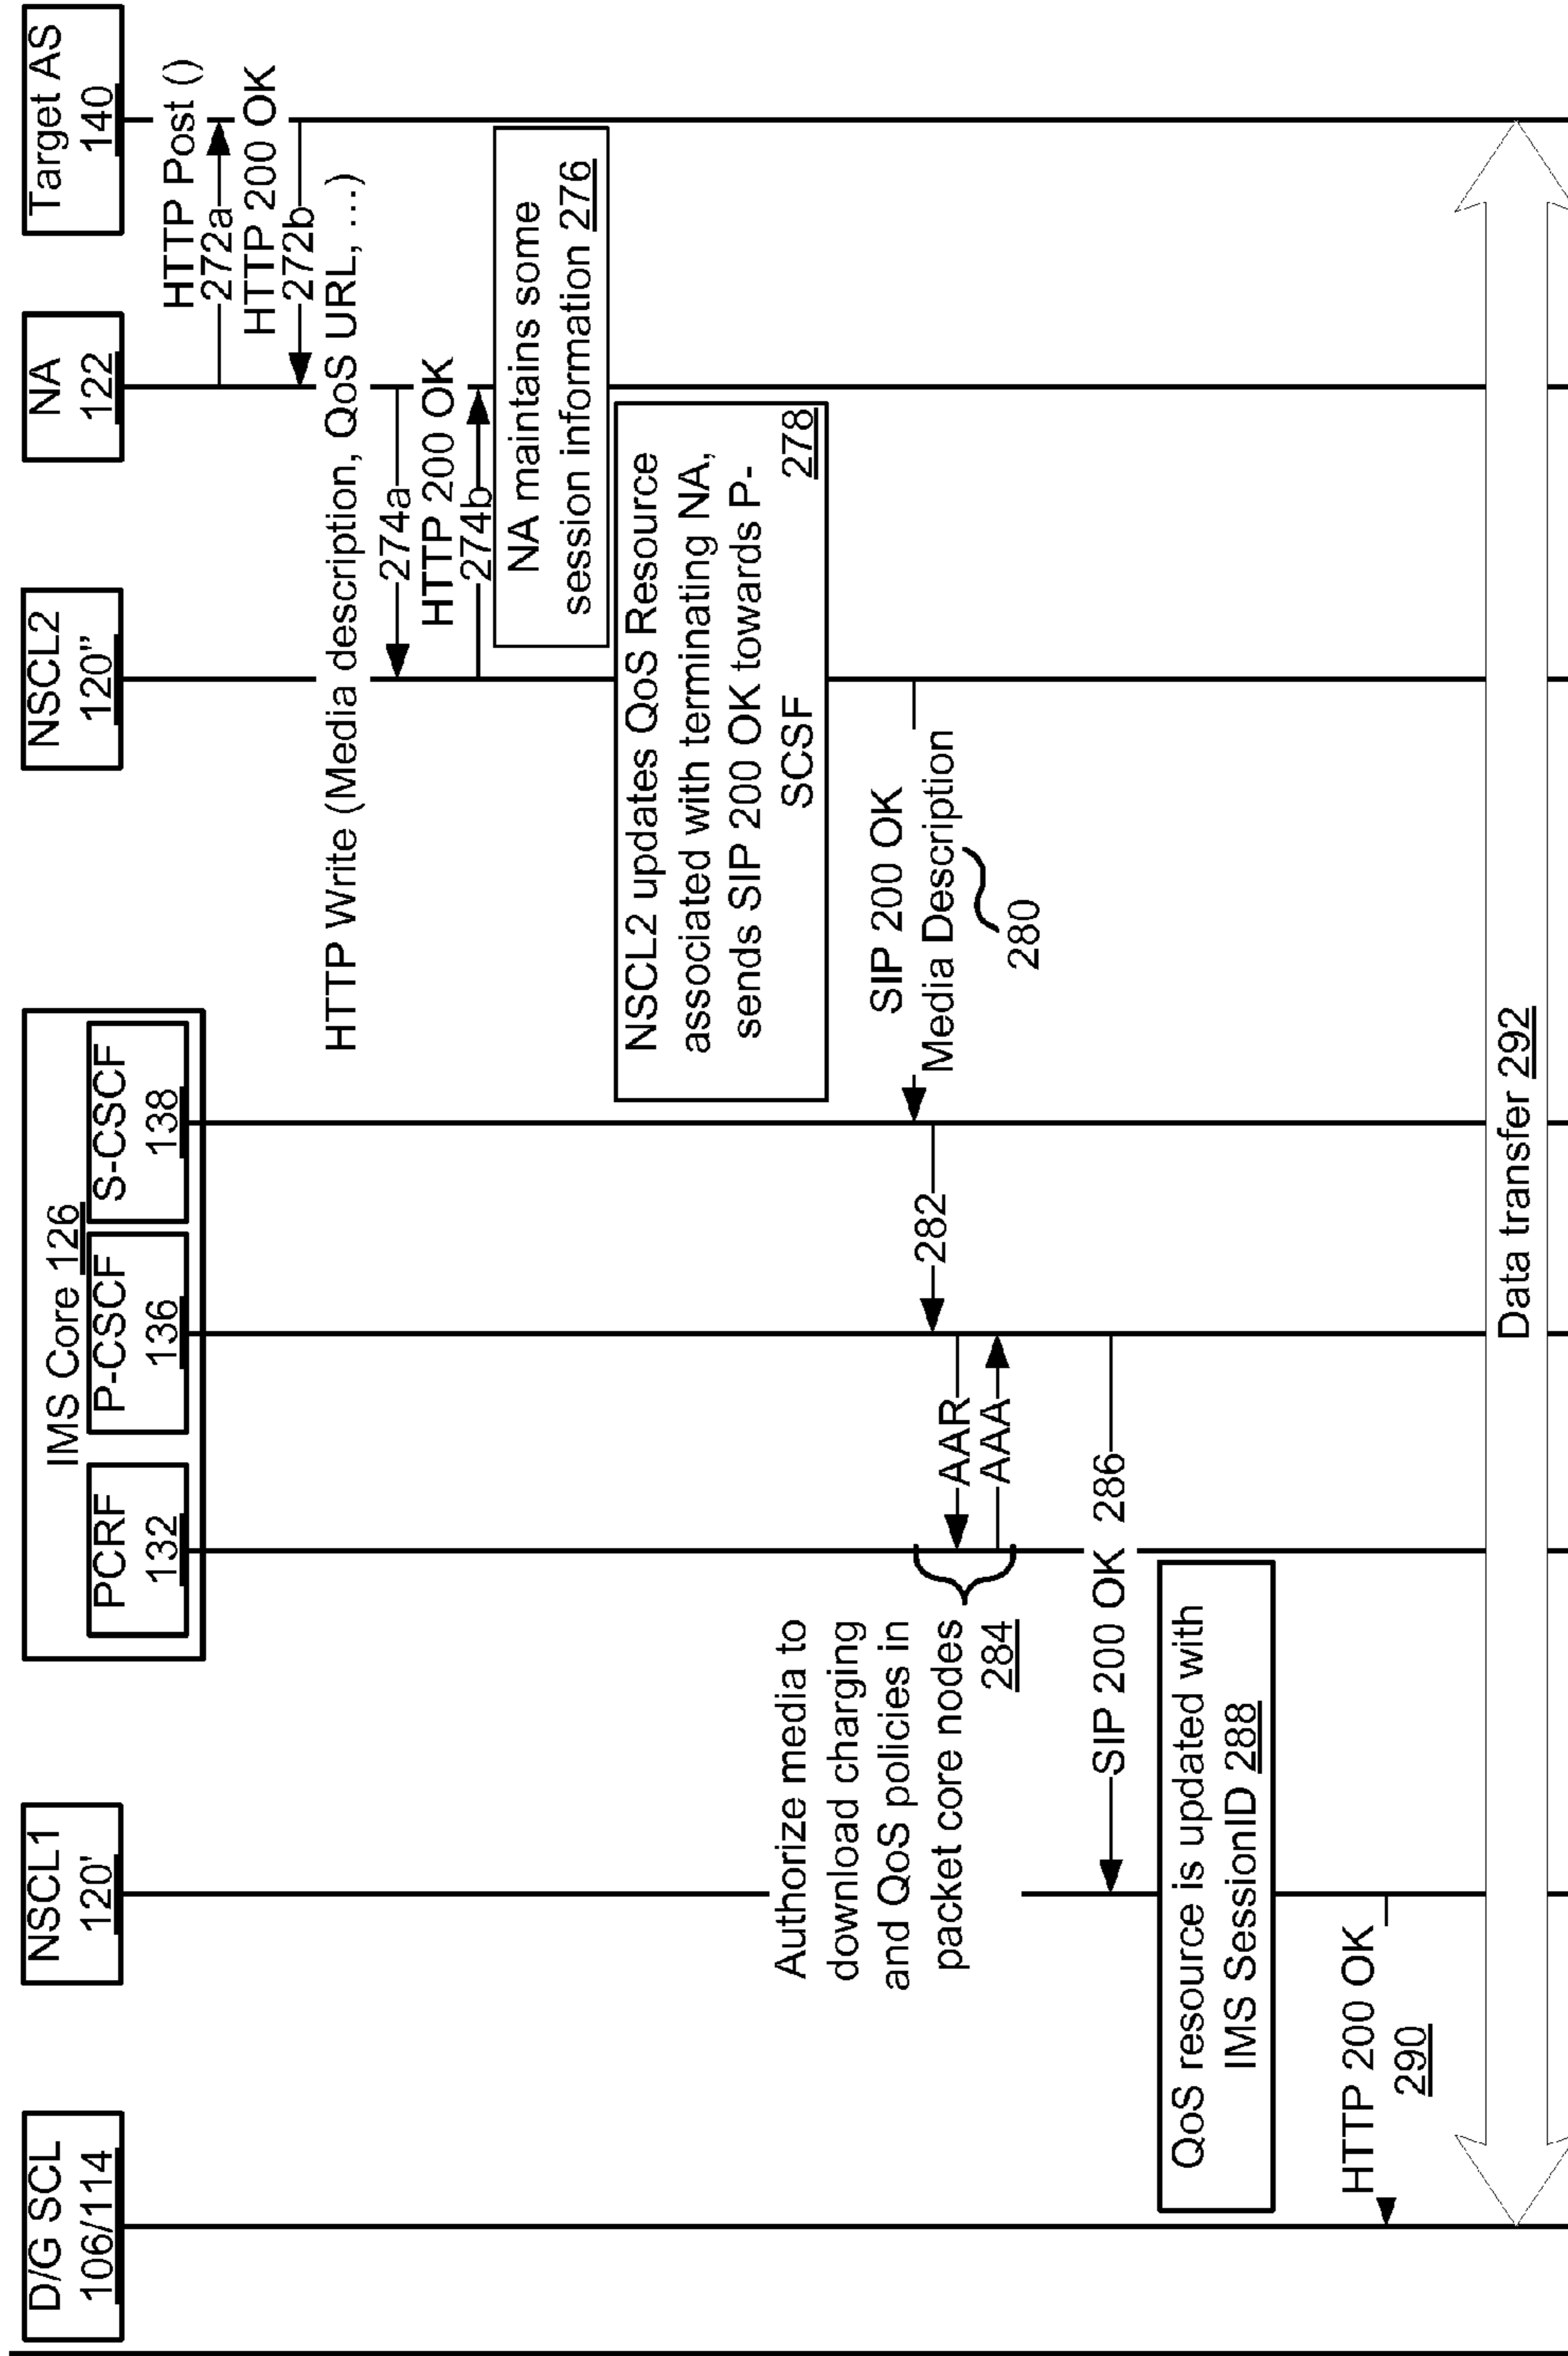 D/G SCL
106/114
NSCL1
120'
IMS Core 126
PCRF
132
P-CSCF
136
S-CSCF
138
NSCL2
120"
NA
122
Target AS
140
HTTP Post ()
272a
HTTP 200 OK
272b
HTTP Write (Media description, QoS URL, ...)
274a
HTTP 200 OK
274b
NA maintains some
session information 276
NSCL2 updates QoS Resource
associated with terminating NA,
sends SIP 200 OK towards P-
SCSF
278
SIP 200 OK
Media Description
280
282
AAR
AAA
Authorize media to
download charging
and QoS policies in
packet core nodes
284
SIP 200 OK 286
QoS resource is updated with
IMS SessionID 288
HTTP 200 OK
290
Data transfer 292